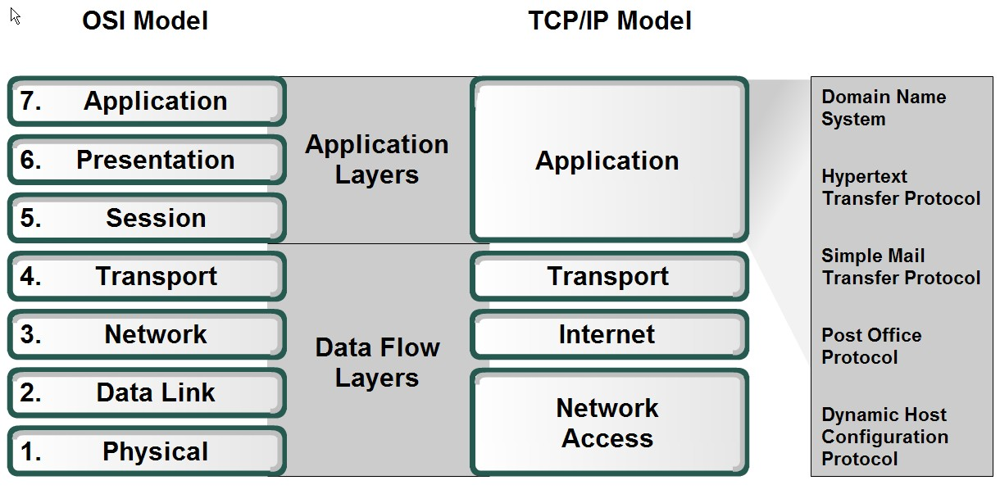 OSI Model
TCP/IP Model
7. Application
6. Presentation
5. Session
4. Transport
3. Network
2. Data Link
1. Physical
Application
Layers
Data Flow
Layers
Application
Transport
Internet
Network
Access
Domain Name
System
Hypertext
Transfer Protocol
Simple Mail
Transfer Protocol
Post Office
Protocol
Dynamic Host
Configuration
Protocol